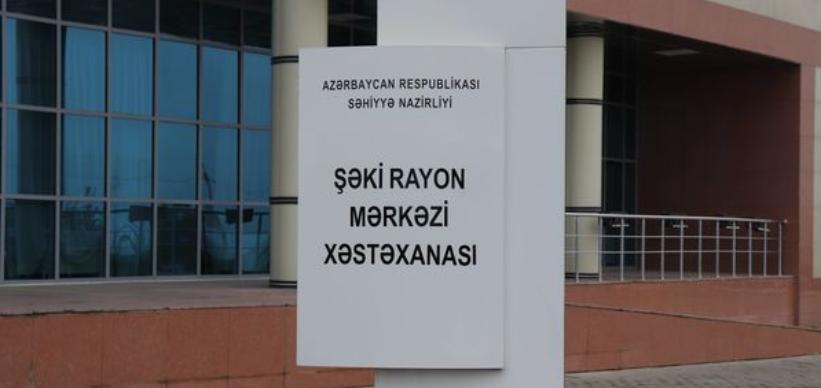 AZƏRBAYCAN RESPUBLİKASI
SƏHİYYƏ NAZİRLİYİ
ŞƏKİ RAYON
MƏRKƏZİ
XƏSTƏXANASI